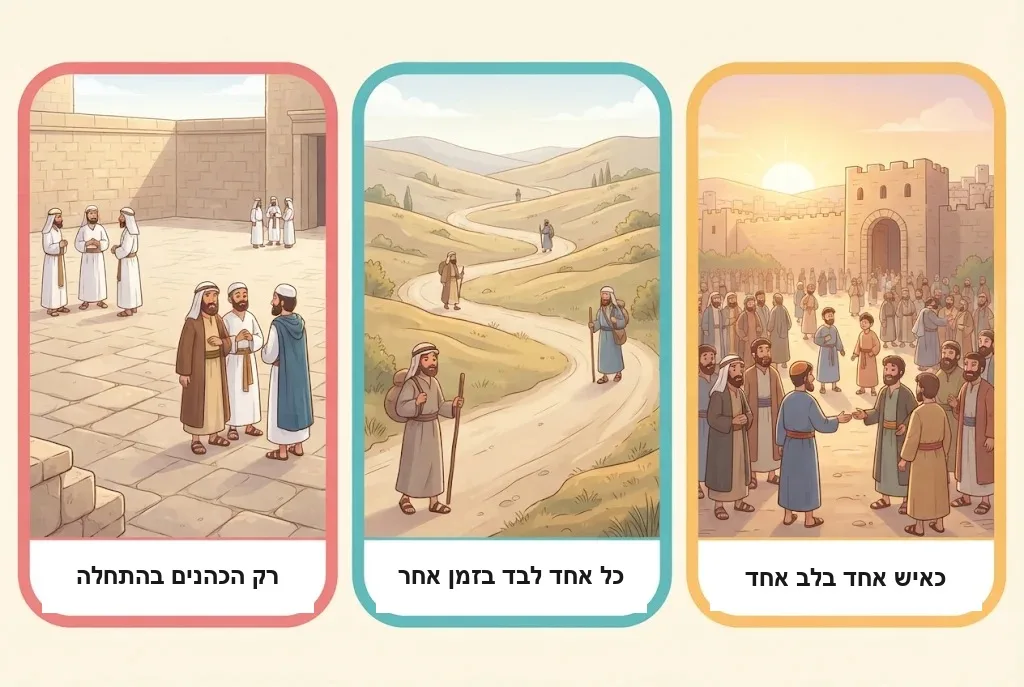 כאיש אחד בלב אחד
כל אחד לבד בזמן אחר
רק הכהנים בהתחלה